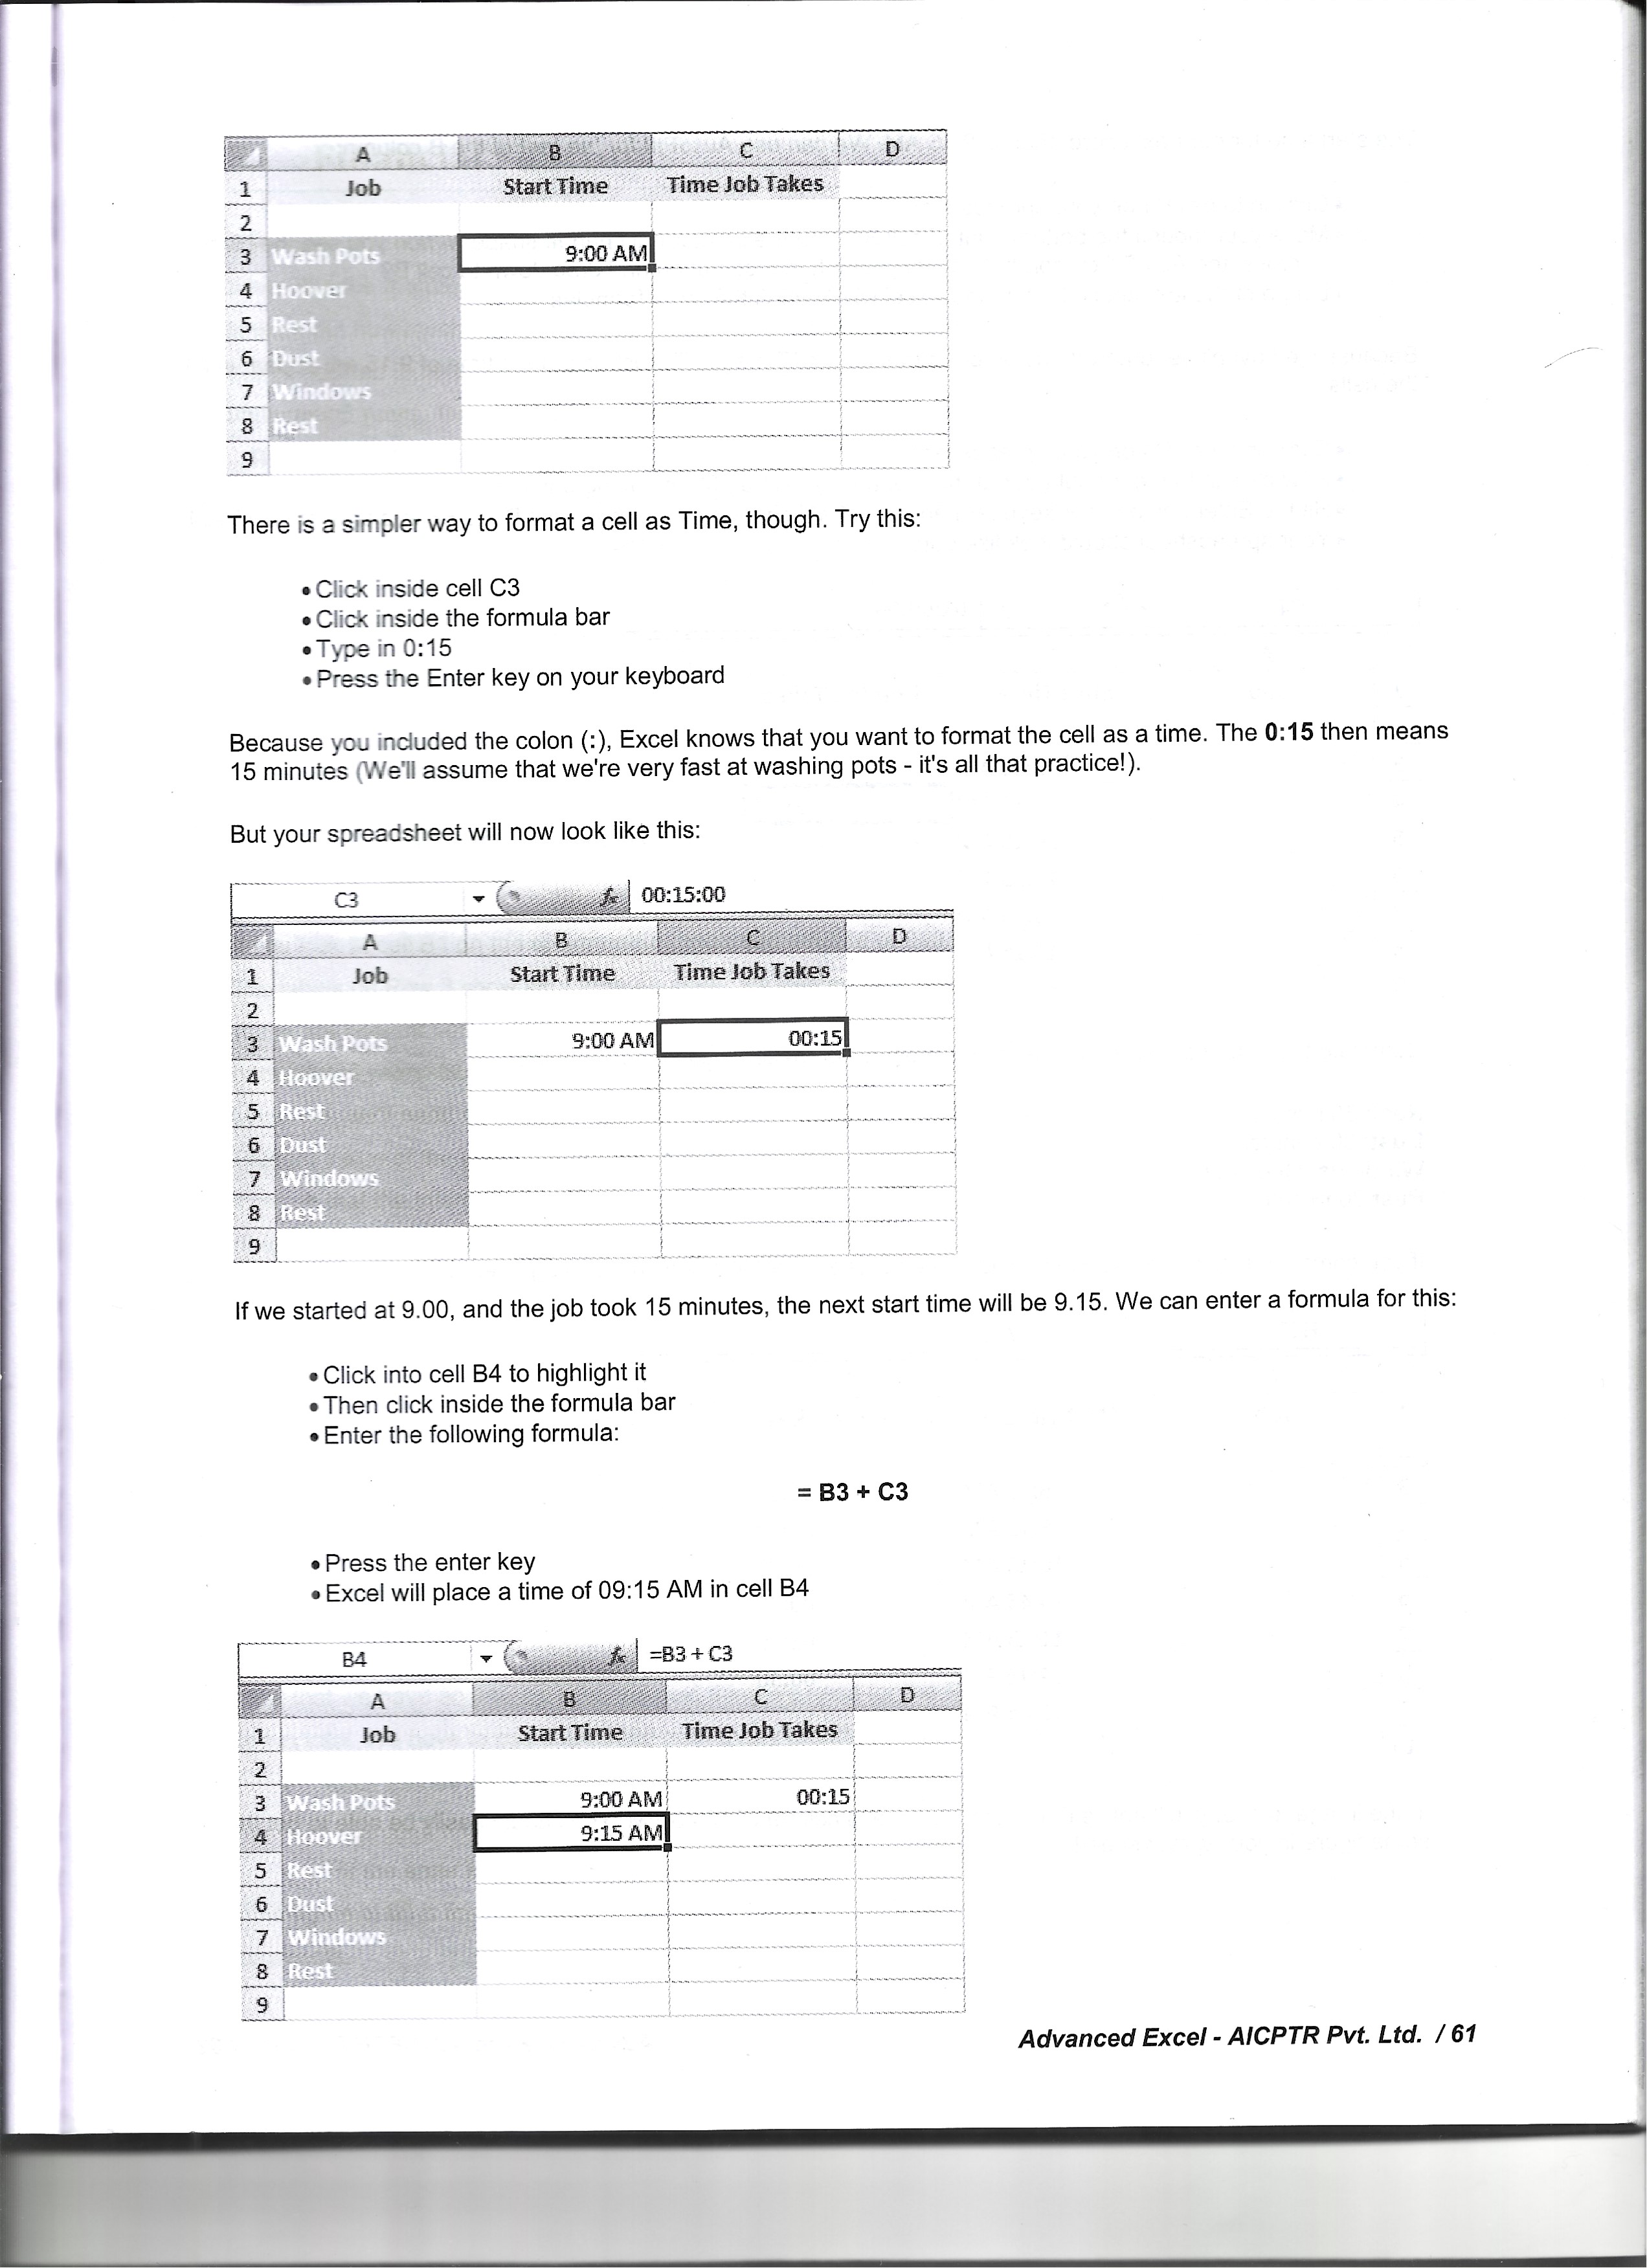 A B C D
1 Job Start Time Time Job Takes
2
3 Wash Pots 9:00 AM
4 Hoover
5 Rest
6 Dust
7 Windows
8 Rest
9
There is a simpler way to format a cell as Time, though. Try this:
• Click inside cell C3
• Click inside the formula bar
• Type in 0:15
• Press the Enter key on your keyboard
Because you included the colon (:), Excel knows that you want to format the cell as a time. The 0:15 then means
15 minutes (We'll assume that we're very fast at washing pots - it's all that practice!).
But your spreadsheet will now look like this:
C3 fx 00:15:00
A B C D
1 Job Start Time Time Job Takes
2
3 Wash Pots 9:00 AM 00:15
4 Hoover
5 Rest
6 Dust
7 Windows
8 Rest
9
If we started at 9.00, and the job took 15 minutes, the next start time will be 9.15. We can enter a formula for this:
• Click into cell B4 to highlight it
• Then click inside the formula bar
• Enter the following formula:
= B3 + C3
• Press the enter key
• Excel will place a time of 09:15 AM in cell B4
B4 fx =B3 + C3
A B C D
1 Job Start Time Time Job Takes
2
3 Wash Pots 9:00 AM 00:15
4 Hoover 9:15 AM
5 Rest
6 Dust
7 Windows
8 Rest
9
Advanced Excel - AICPTR Pvt. Ltd. / 61